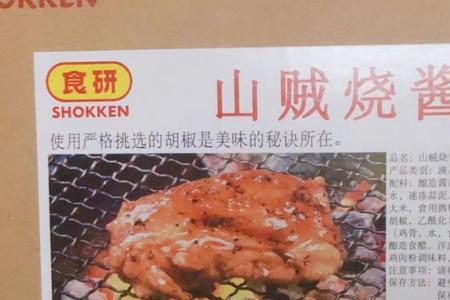 SHOKKEN
食研
SHOKKEN
山贼烧酱
使用严格挑选的胡椒是美味的秘诀所在。
品名：山贼烧
产品类别：液
配料：酿造酱
水，速冻蒜泥
大米，食用酒
胡椒，乙酰化
（鸡骨，水，
酿造食醋，洋
鸡肉粉调味料
注意事项：请
保存方法：避
保